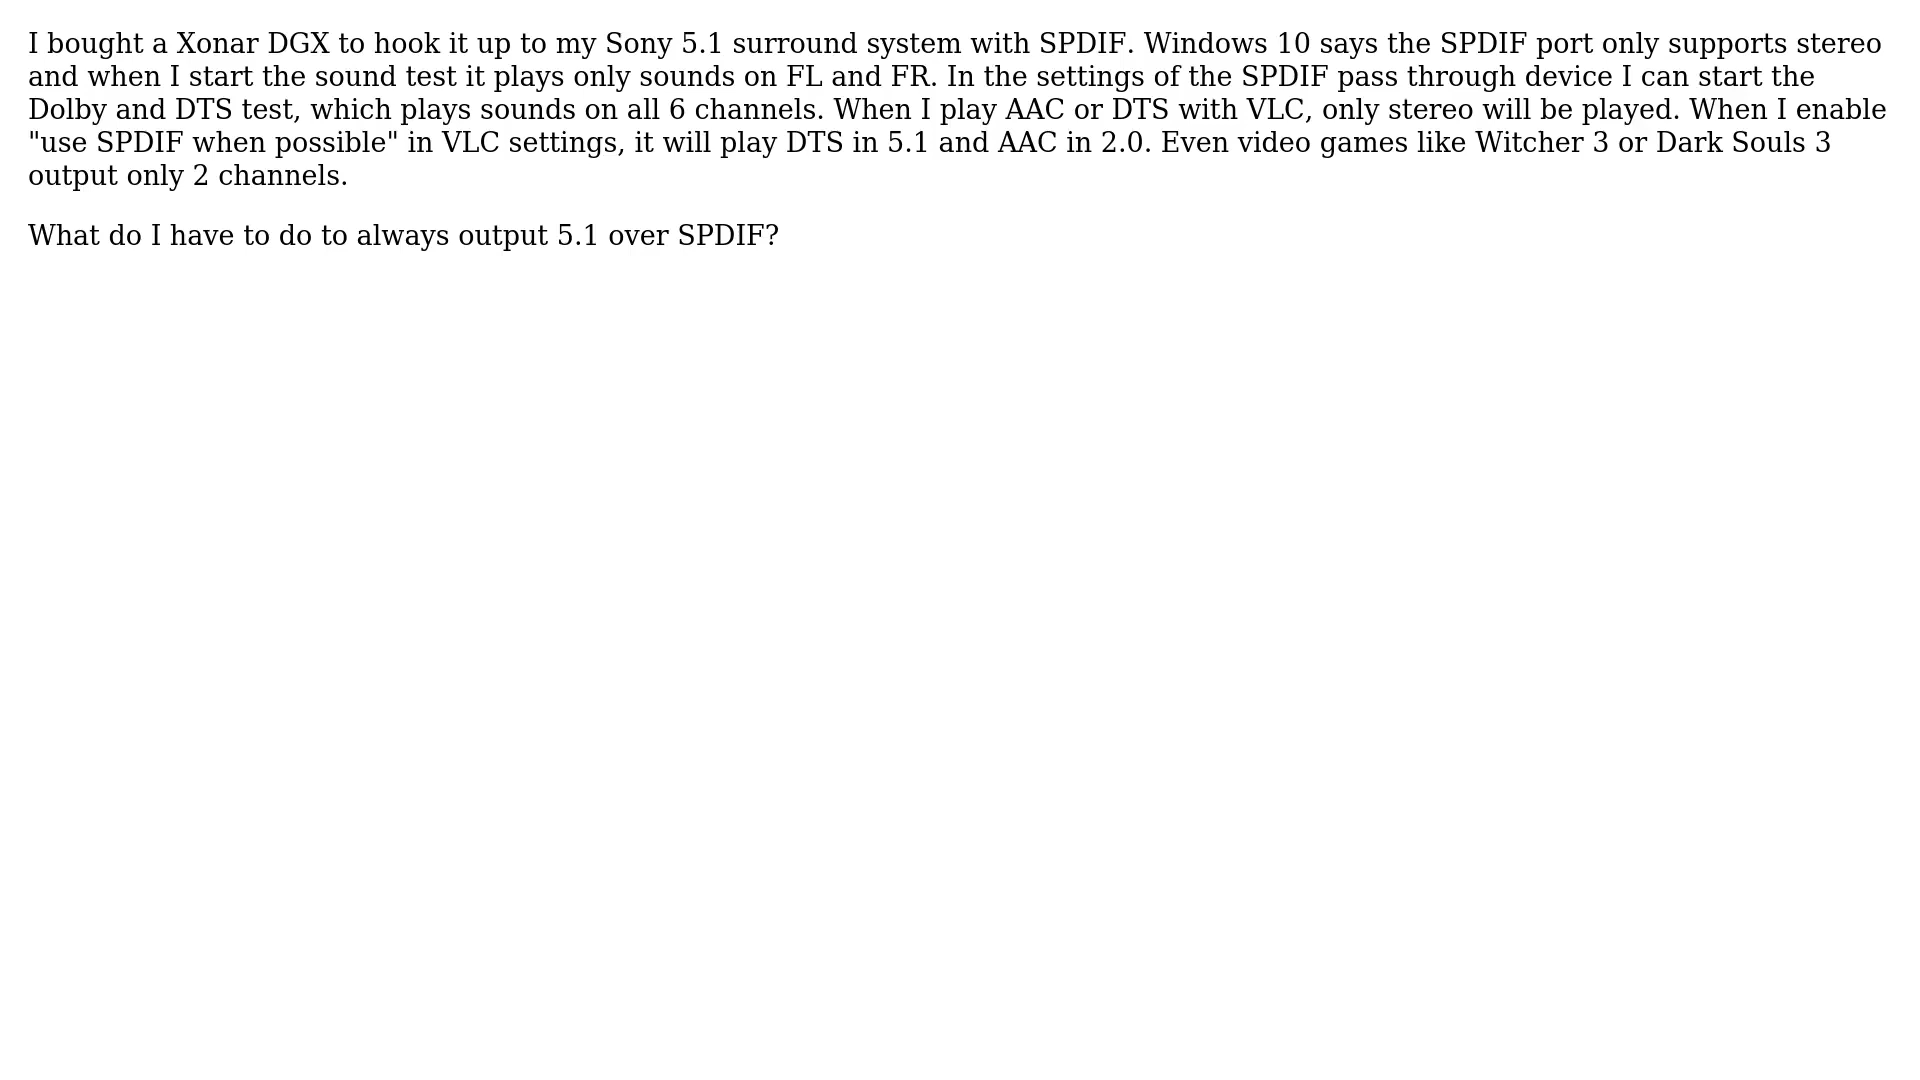 I bought a Xonar DGX to hook it up to my Sony 5.1 surround system with SPDIF. Windows 10 says the SPDIF port only supports stereo
and when I start the sound test it plays only sounds on FL and FR. In the settings of the SPDIF pass through device I can start the
Dolby and DTS test, which plays sounds on all 6 channels. When I play AAC or DTS with VLC, only stereo will be played. When I enable
"use SPDIF when possible" in VLC settings, it will play DTS in 5.1 and AAC in 2.0. Even video games like Witcher 3 or Dark Souls 3
output only 2 channels.
What do I have to do to always output 5.1 over SPDIF?